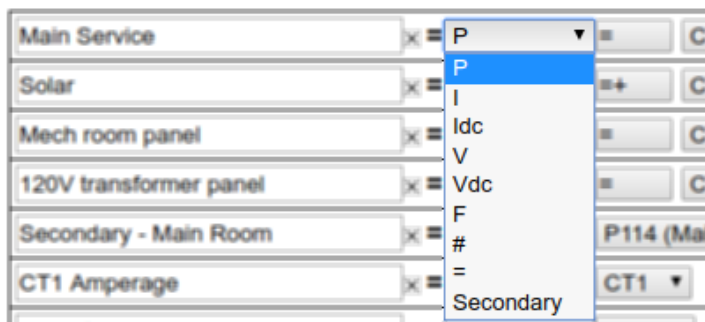 Main Service × = P ▼ = C
P
Solar × = =+ C
I
Idc
Mech room panel × = = C
V
120V transformer panel × = Vdc = C
F
Secondary - Main Room × = # P114 (Mai
=
CT1 Amperage × = CT1 ▼
Secondary